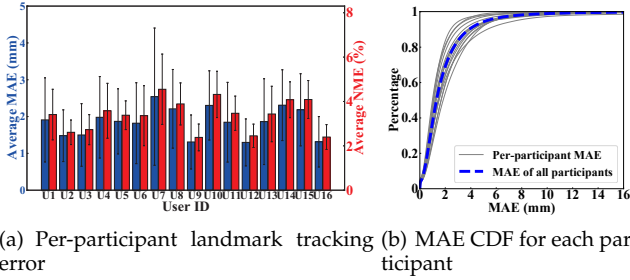 Average MAE (mm)
5
4
3
2
1
0
U1 U2 U3 U4 U5 U6 U7 U8 U9 U10 U11 U12 U13 U14 U15 U16
User ID
8
6
4
2
0
Average NME (%)
Percentage
1
0.8
0.6
0.4
0.2
0
Per-participant MAE
MAE of all participants
0 2 4 6 8 10 12 14 16
MAE (mm)
(a) Per-participant landmark tracking
error
(b) MAE CDF for each par
ticipant